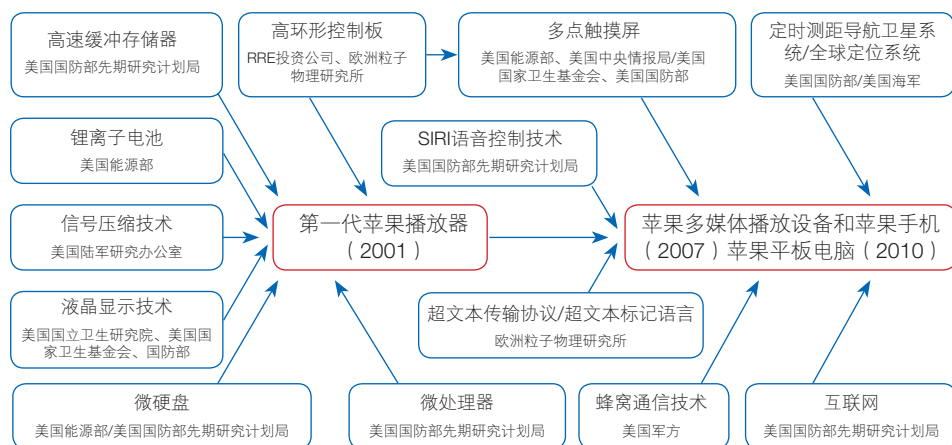 高速缓冲存储器
美国国防部先期研究计划局
高环形控制板
RRE投资公司、欧洲粒子
物理研究所
多点触摸屏
美国能源部、美国中央情报局/美国
国家卫生基金会、美国国防部
定时测距导航卫星系
统/全球定位系统
美国国防部/美国海军
锂离子电池
美国能源部
SIRI语音控制技术
美国国防部先期研究计划局
信号压缩技术
美国陆军研究办公室
第一代苹果播放器
（2001）
苹果多媒体播放设备和苹果手机
（2007）苹果平板电脑（2010）
液晶显示技术
美国国立卫生研究院、美国国
家卫生基金会、国防部
超文本传输协议/超文本标记语言
欧洲粒子物理研究所
微硬盘
美国能源部/美国国防部先期研究计划局
微处理器
美国国防部先期研究计划局
蜂窝通信技术
美国军方
互联网
美国国防部先期研究计划局